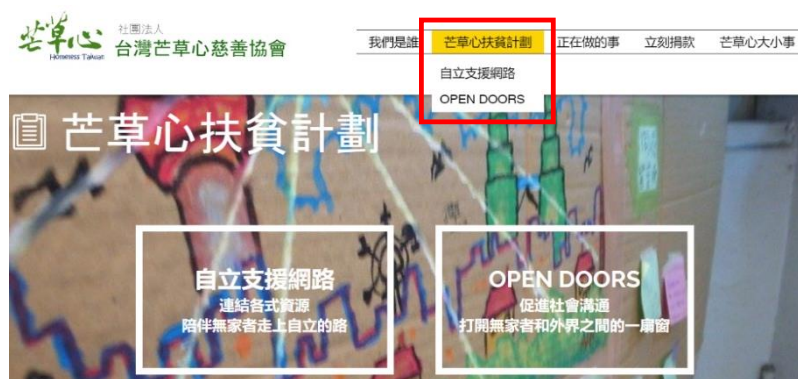 芒草心
Homeless Taiwan
社團法人
台灣芒草心慈善協會
我們是誰 芒草心扶貧計劃 正在做的事 立刻捐款 芒草心大小事
自立支援網路
OPEN DOORS
芒草心扶貧計劃
自立支援網路
連結各式資源
陪伴無家者走上自立的路
OPEN DOORS
促進社會溝通
打開無家者和外界之間的一扇窗